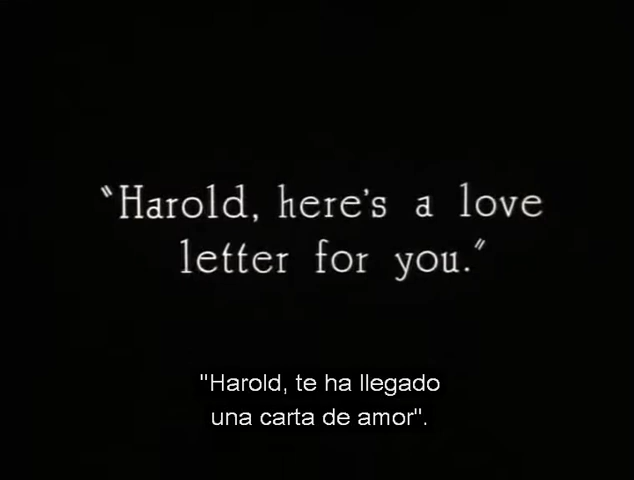 "Harold, here's a love
letter for you."
"Harold, te ha llegado
una carta de amor".